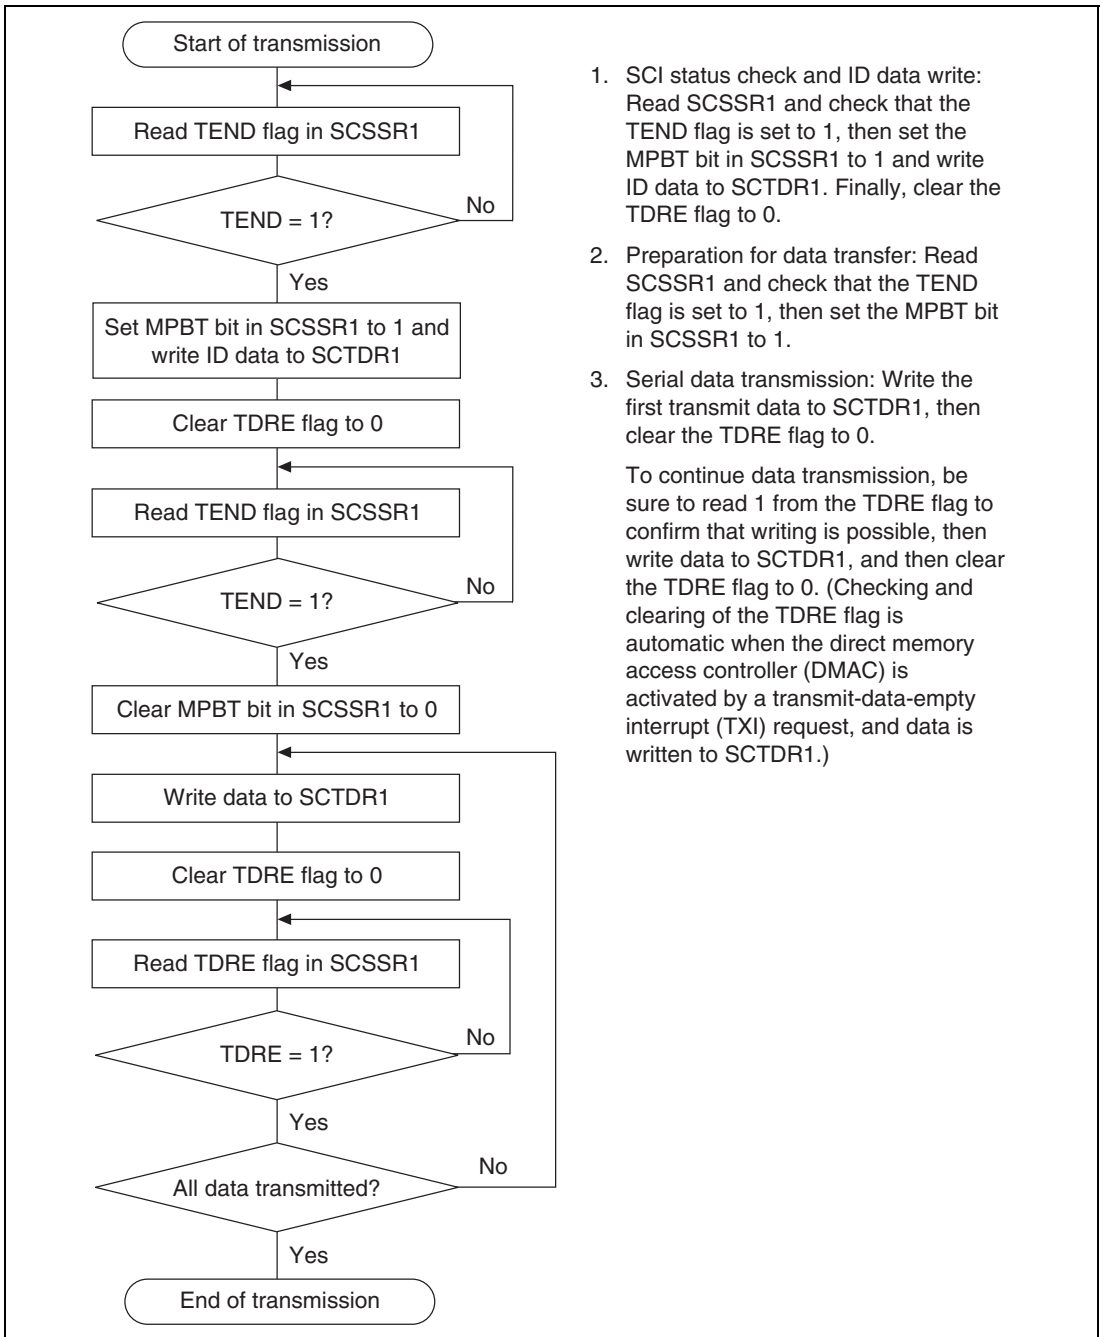 Start of transmission
Read TEND flag in SCSSR1
TEND = 1?
No
Yes
Set MPBT bit in SCSSR1 to 1 and
write ID data to SCTDR1
Clear TDRE flag to 0
Read TEND flag in SCSSR1
TEND = 1?
No
Yes
Clear MPBT bit in SCSSR1 to 0
Write data to SCTDR1
Clear TDRE flag to 0
Read TDRE flag in SCSSR1
TDRE = 1?
No
Yes
All data transmitted?
No
Yes
End of transmission
1. SCI status check and ID data write:
Read SCSSR1 and check that the
TEND flag is set to 1, then set the
MPBT bit in SCSSR1 to 1 and write
ID data to SCTDR1. Finally, clear the
TDRE flag to 0.
2. Preparation for data transfer: Read
SCSSR1 and check that the TEND
flag is set to 1, then set the MPBT bit
in SCSSR1 to 1.
3. Serial data transmission: Write the
first transmit data to SCTDR1, then
clear the TDRE flag to 0.
To continue data transmission, be
sure to read 1 from the TDRE flag to
confirm that writing is possible, then
write data to SCTDR1, and then clear
the TDRE flag to 0. (Checking and
clearing of the TDRE flag is
automatic when the direct memory
access controller (DMAC) is
activated by a transmit-data-empty
interrupt (TXI) request, and data is
written to SCTDR1.)